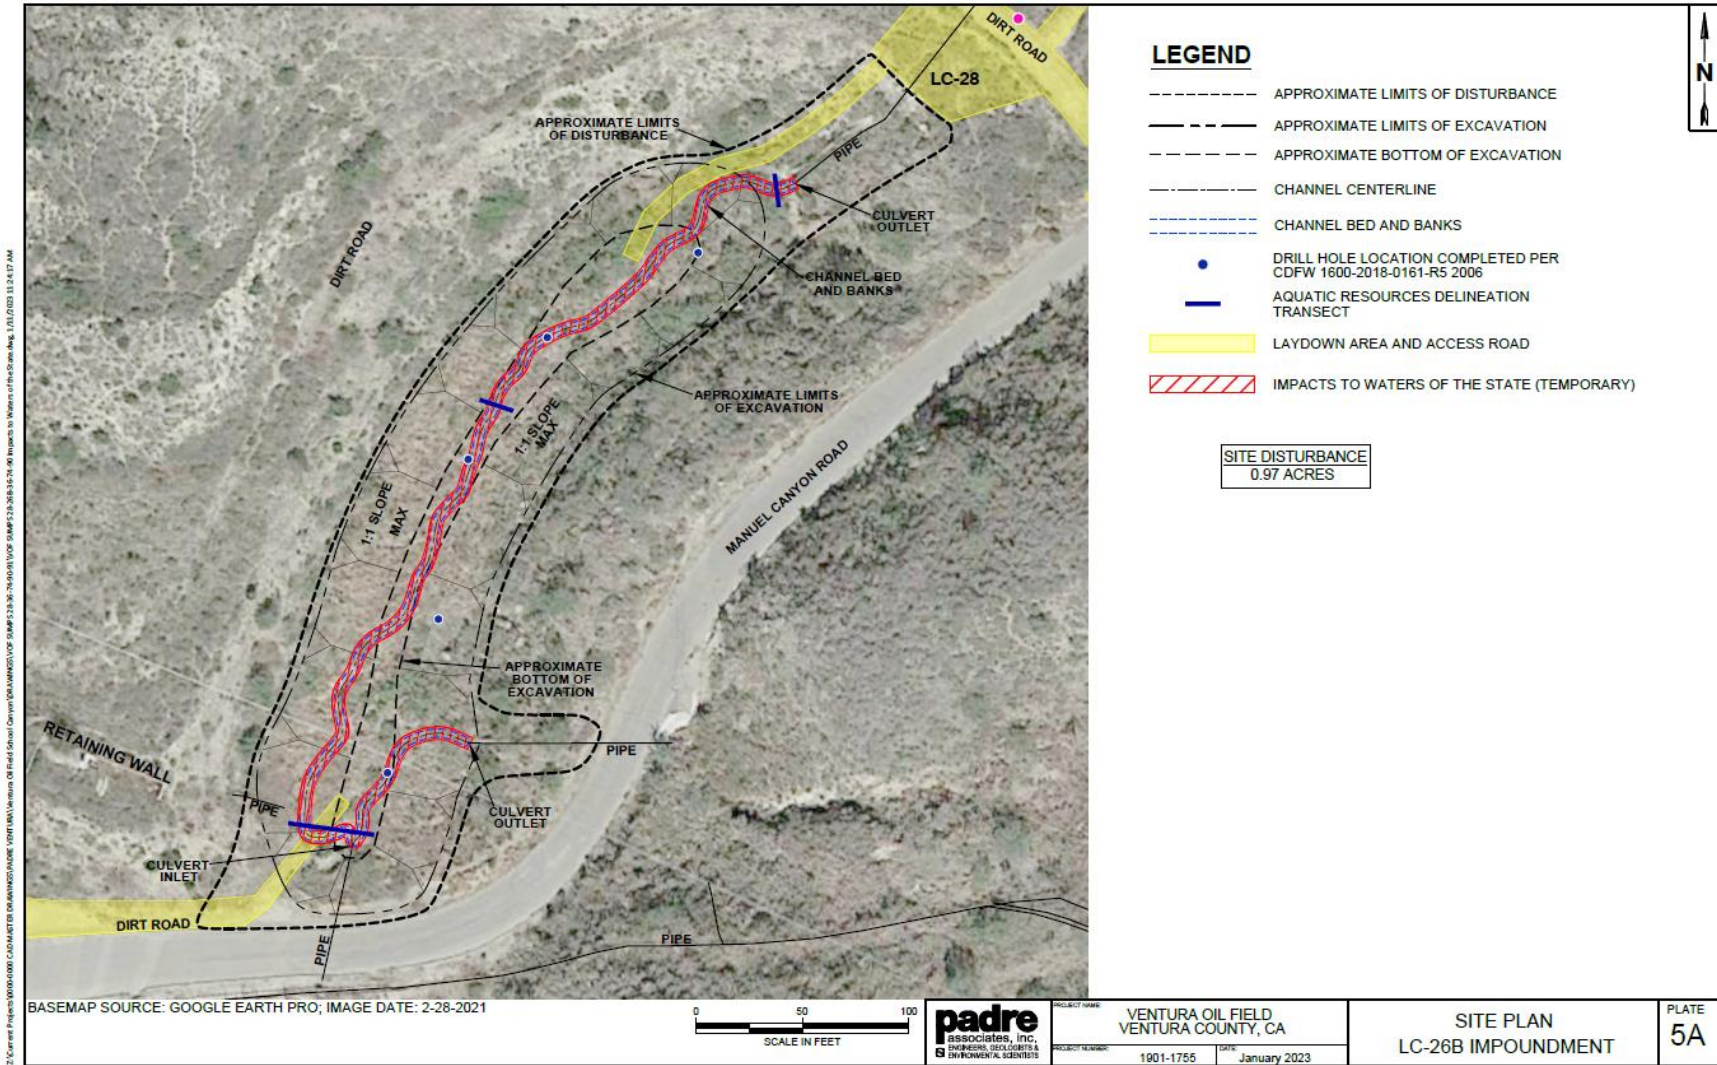 DIRT ROAD
LC-28
APPROXIMATE LIMITS
OF DISTURBANCE
PIPE
CULVERT
OUTLET
DIRT ROAD
CHANNEL BED
AND BANKS
APPROXIMATE LIMITS
OF EXCAVATION
1:1 SLOPE
MAX
1:1 SLOPE
MAX
MANUEL CANYON ROAD
APPROXIMATE
BOTTOM OF
EXCAVATION
RETAINING WALL
PIPE
PIPE
CULVERT
OUTLET
CULVERT
INLET
DIRT ROAD
PIPE
PIPE
LEGEND
APPROXIMATE LIMITS OF DISTURBANCE
APPROXIMATE LIMITS OF EXCAVATION
APPROXIMATE BOTTOM OF EXCAVATION
CHANNEL CENTERLINE
CHANNEL BED AND BANKS
DRILL HOLE LOCATION COMPLETED PER
CDFW 1600-2018-0161-R5 2006
AQUATIC RESOURCES DELINEATION
TRANSECT
LAYDOWN AREA AND ACCESS ROAD
IMPACTS TO WATERS OF THE STATE (TEMPORARY)
SITE DISTURBANCE
0.97 ACRES
N
BASEMAP SOURCE: GOOGLE EARTH PRO; IMAGE DATE: 2-28-2021
0 50 100
SCALE IN FEET
padre
associates, inc.
ENGINEERS, GEOLOGISTS &
ENVIRONMENTAL SCIENTISTS
PROJECT NAME:
VENTURA OIL FIELD
VENTURA COUNTY, CA
PROJECT NUMBER:
1901-1755
DATE:
January 2023
SITE PLAN
LC-26B IMPOUNDMENT
PLATE
5A